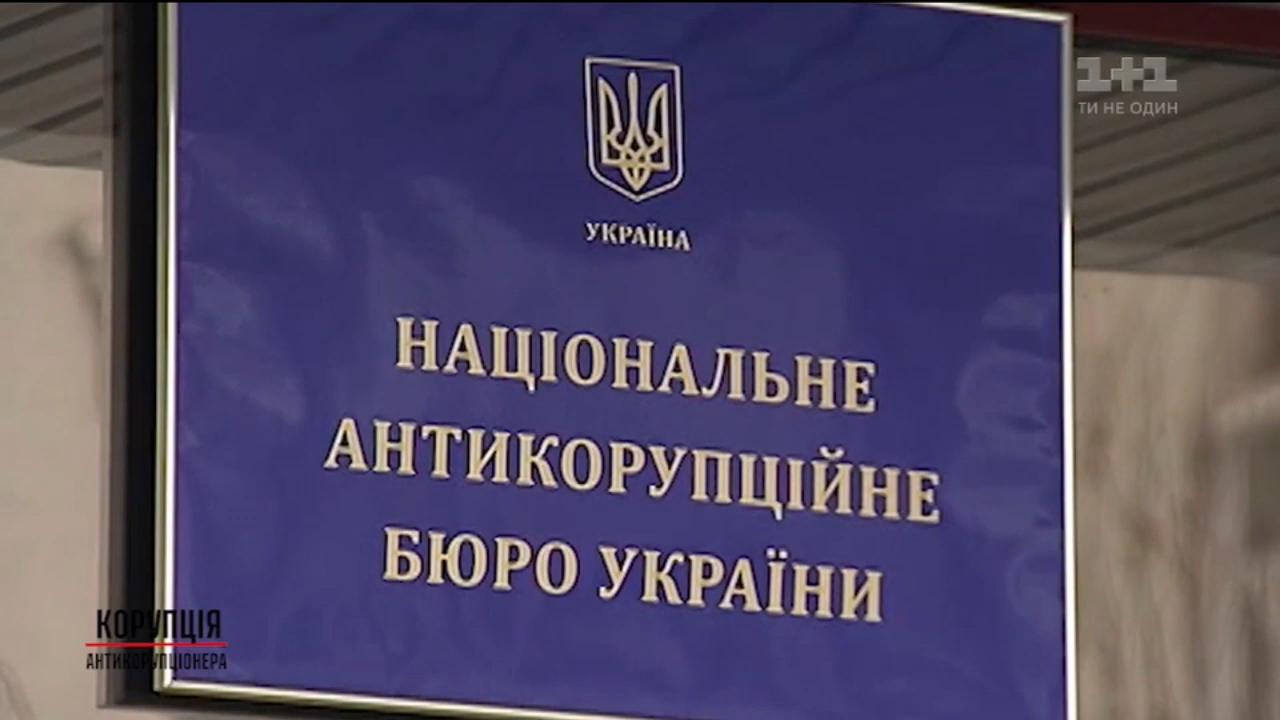 1+1
ТИ НЕ ОДИН
УКРАЇНА
НАЦІОНАЛЬНЕ
АНТИКОРУПЦІЙНЕ
БЮРО УКРАЇНИ
КОРУПЦІЯ
АНТИКОРУПЦІОНЕРА